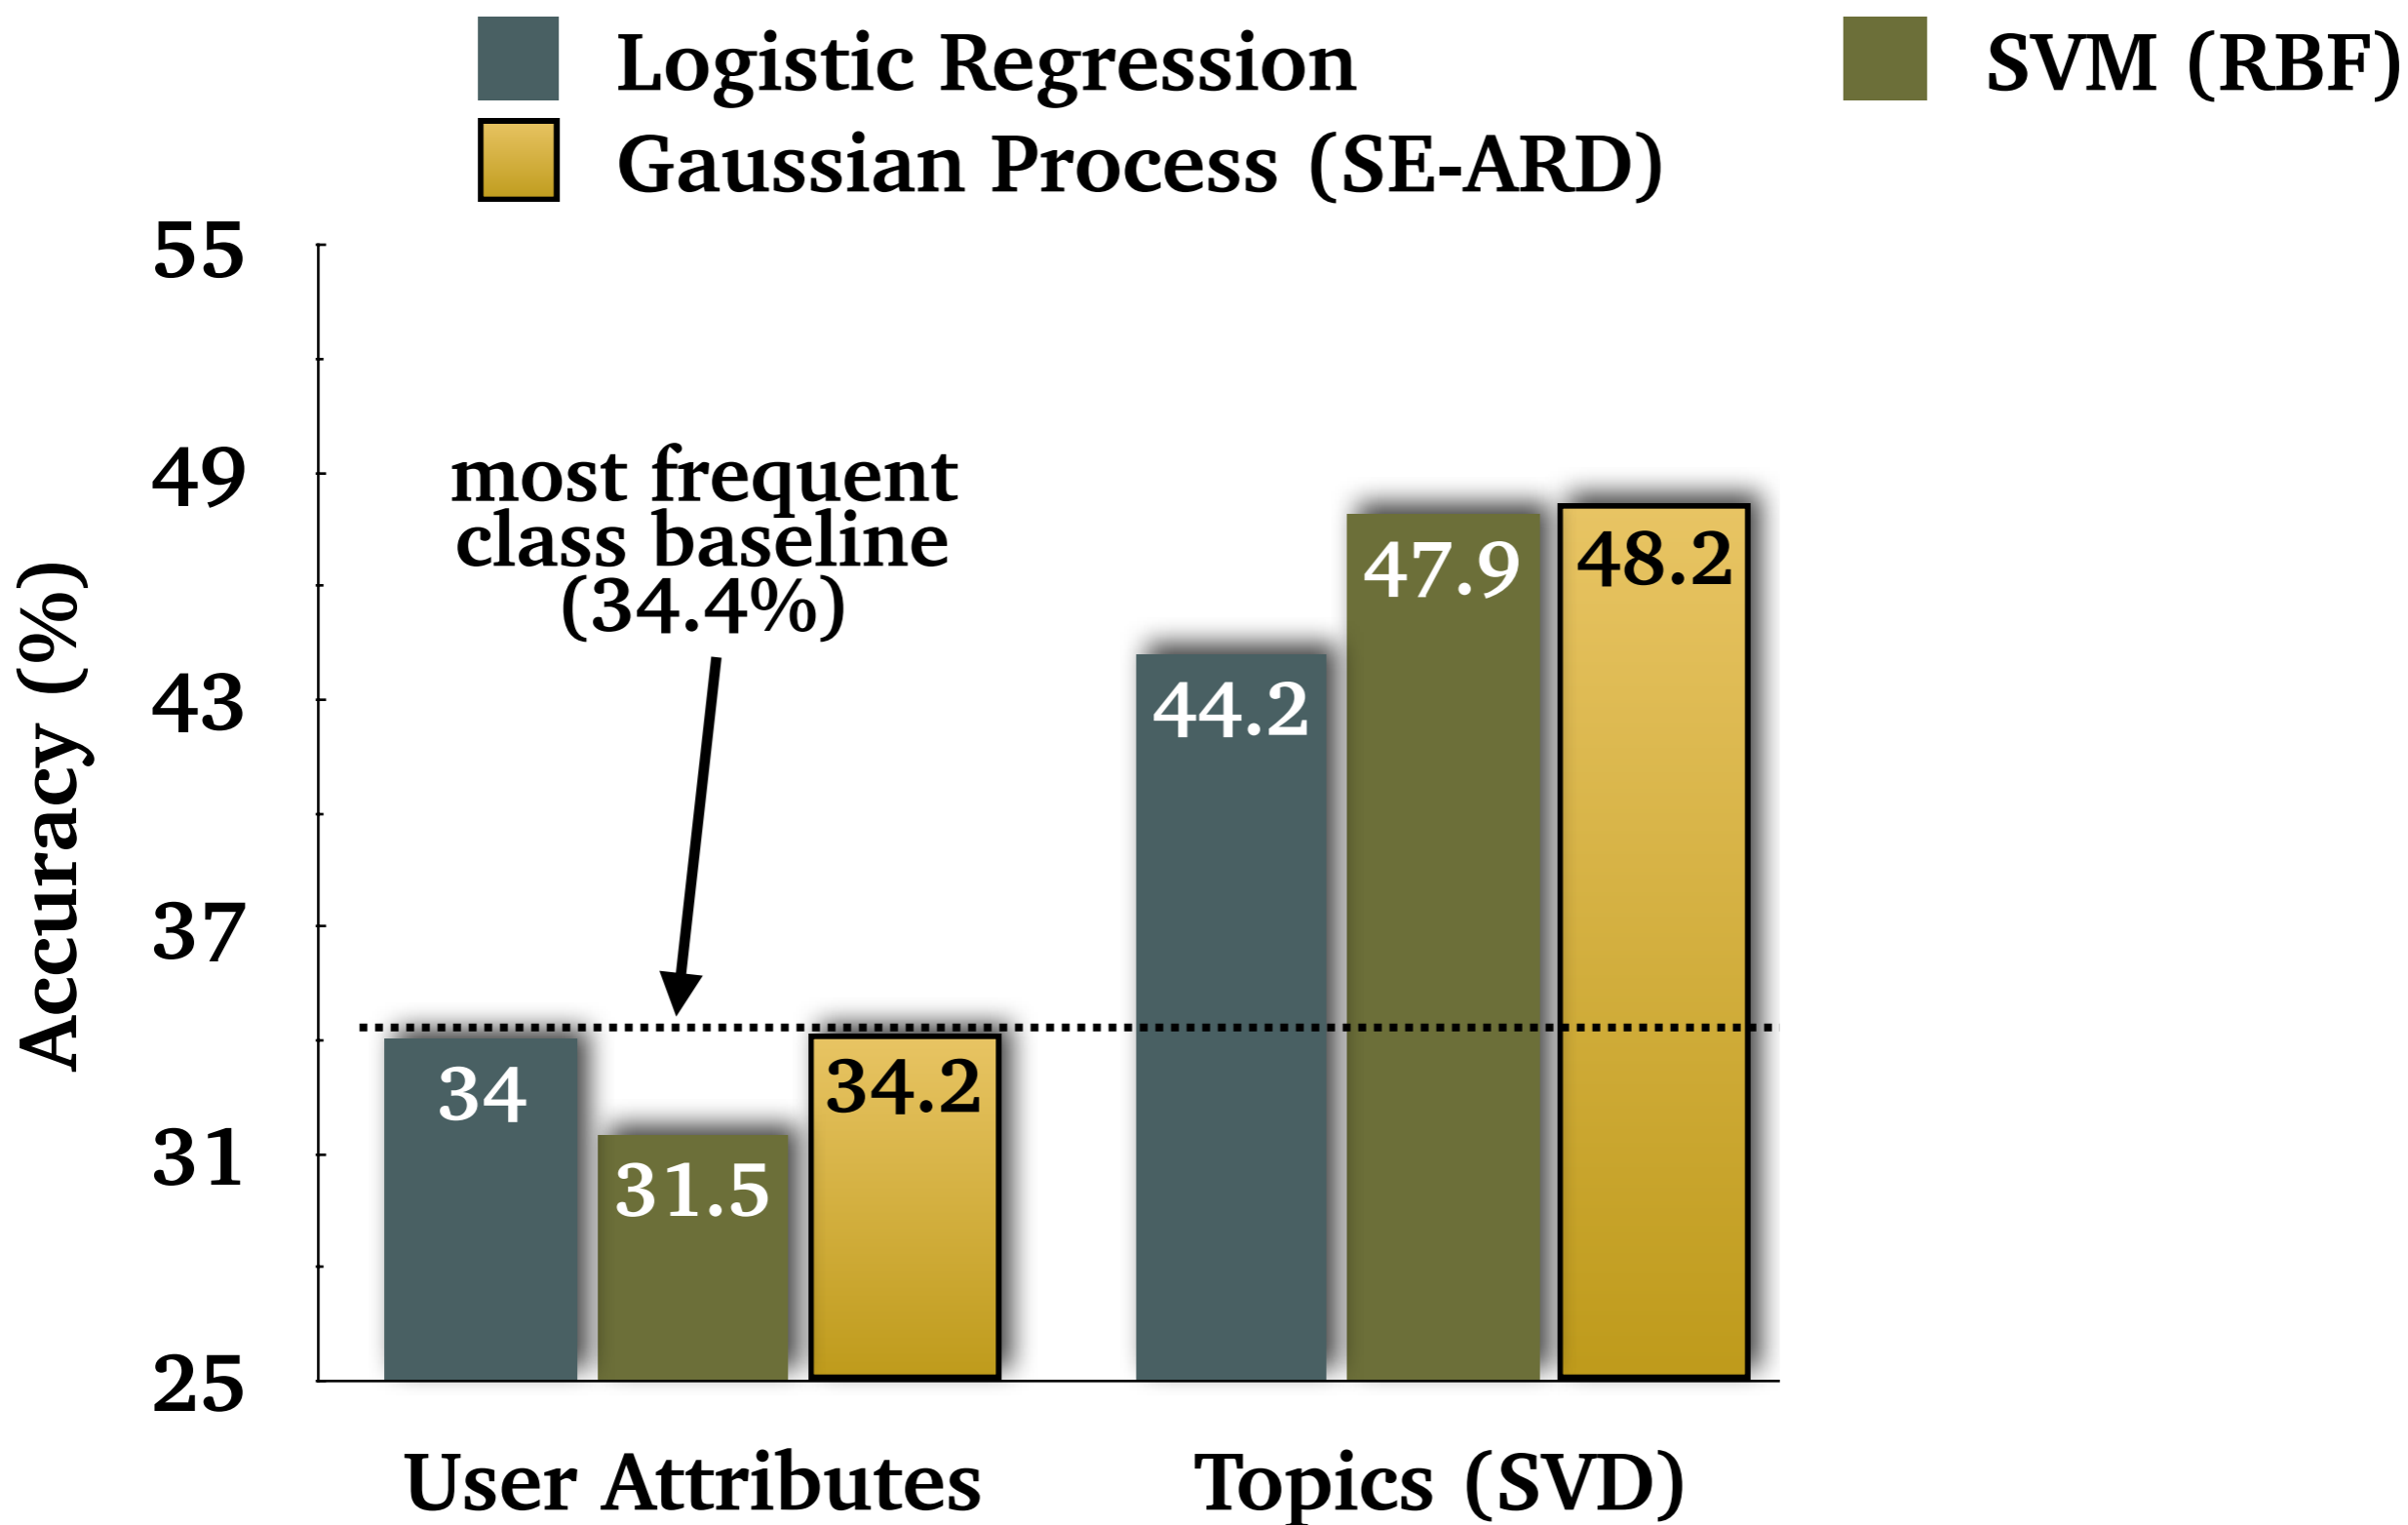 Logistic Regression
SVM (RBF)
Gaussian Process (SE-ARD)
55
49
43
37
31
25
Accuracy (%)
most frequent
class baseline
(34.4%)
34
31.5
34.2
44.2
47.9
48.2
User Attributes
Topics (SVD)